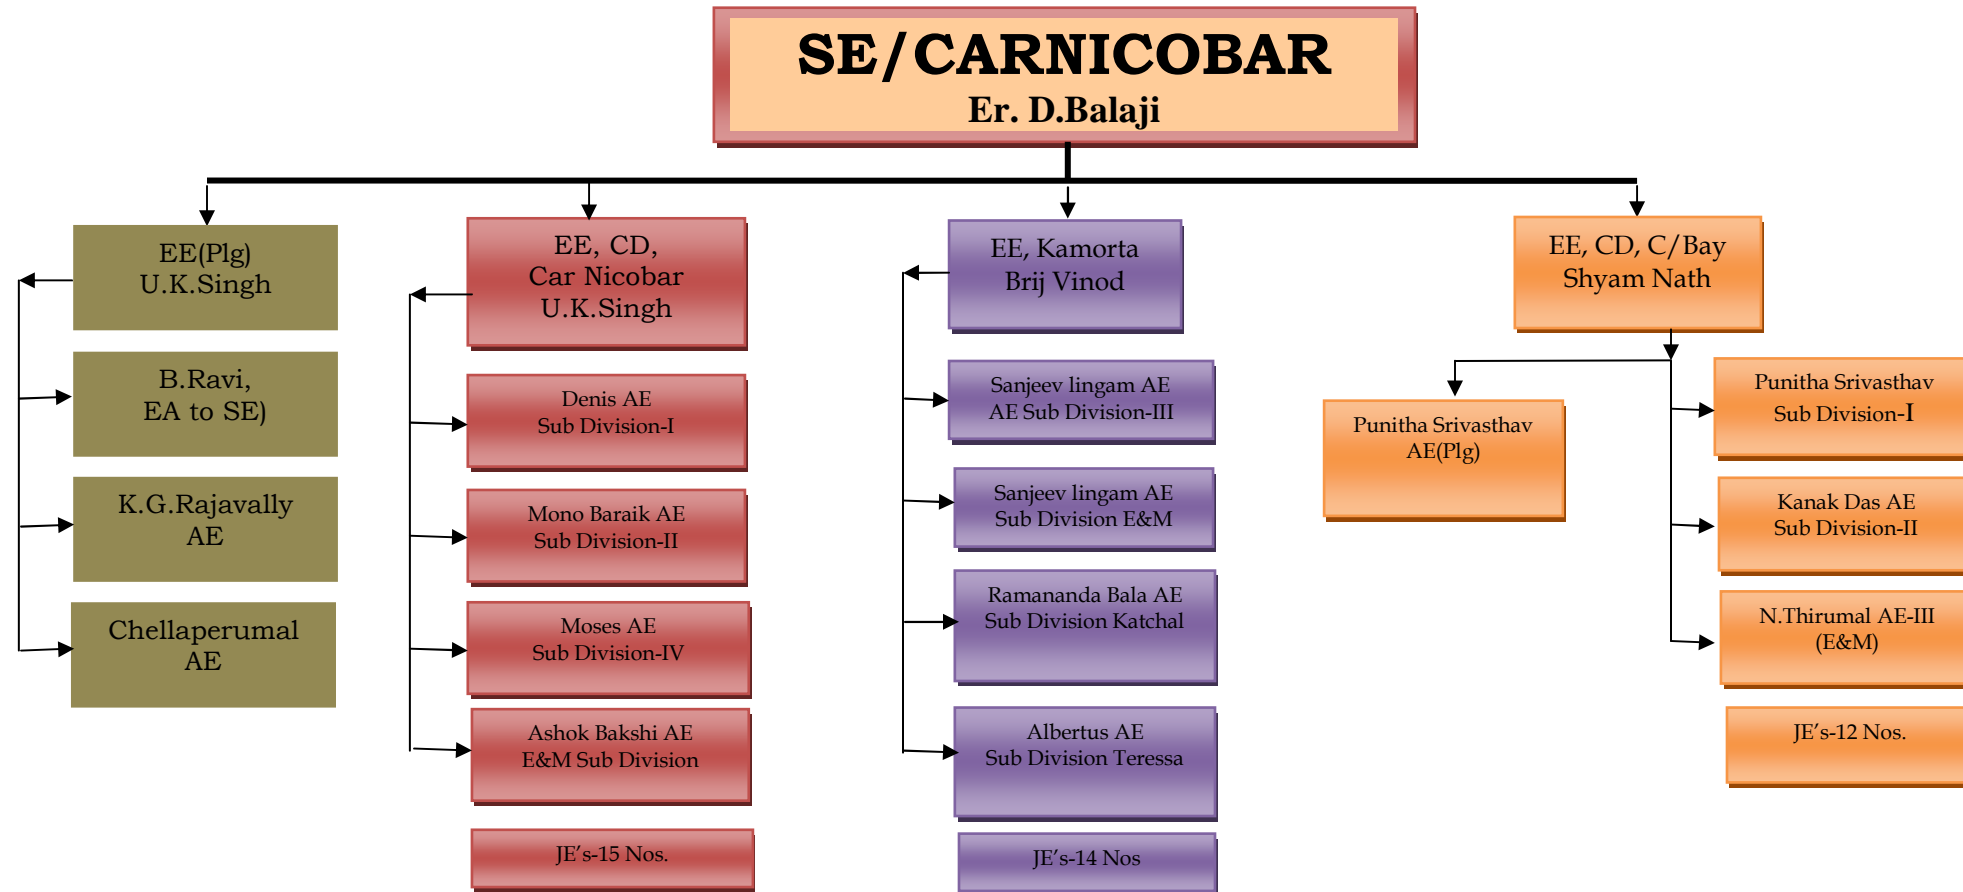 SE/CARNICOBAR
Er. D.Balaji
EE(Plg)
U.K.Singh
B.Ravi,
EA to SE)
K.G.Rajavally
AE
Chellaperumal
AE
EE, CD,
Car Nicobar
U.K.Singh
Denis AE
Sub Division-I
Mono Baraik AE
Sub Division-II
Moses AE
Sub Division-IV
Ashok Bakshi AE
E&M Sub Division
JE’s-15 Nos.
EE, Kamorta
Brij Vinod
Sanjeev lingam AE
AE Sub Division-III
Sanjeev lingam AE
Sub Division E&M
Ramananda Bala AE
Sub Division Katchal
Albertus AE
Sub Division Teressa
JE’s-14 Nos
EE, CD, C/Bay
Shyam Nath
Punitha Srivasthav
AE(Plg)
Punitha Srivasthav
Sub Division-I
Kanak Das AE
Sub Division-II
N.Thirumal AE-III
(E&M)
JE’s-12 Nos.